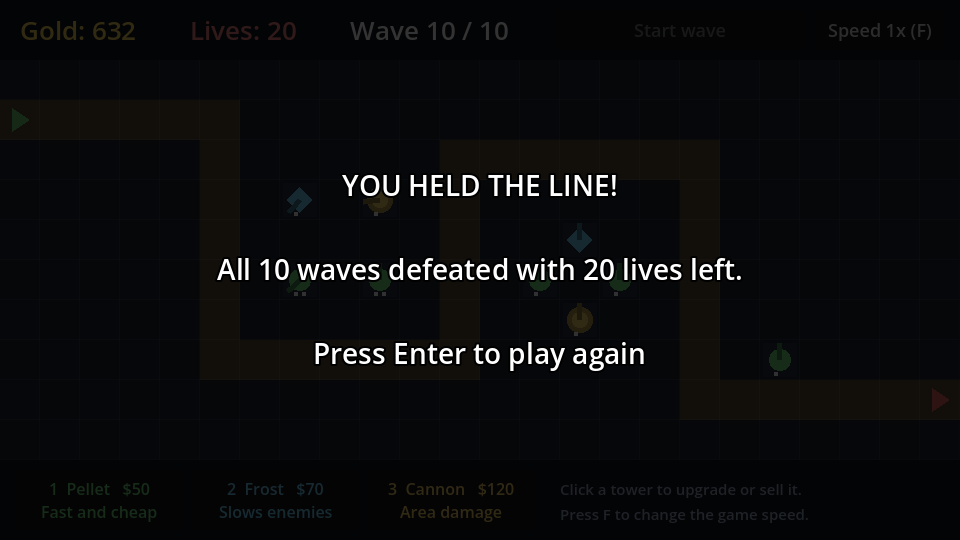 Gold: 632 Lives: 20 Wave 10 / 10 Start wave Speed 1x (F)
YOU HELD THE LINE!
All 10 waves defeated with 20 lives left.
Press Enter to play again
1 Pellet $50 2 Frost $70 3 Cannon $120 Click a tower to upgrade or sell it.
Fast and cheap Slows enemies Area damage Press F to change the game speed.